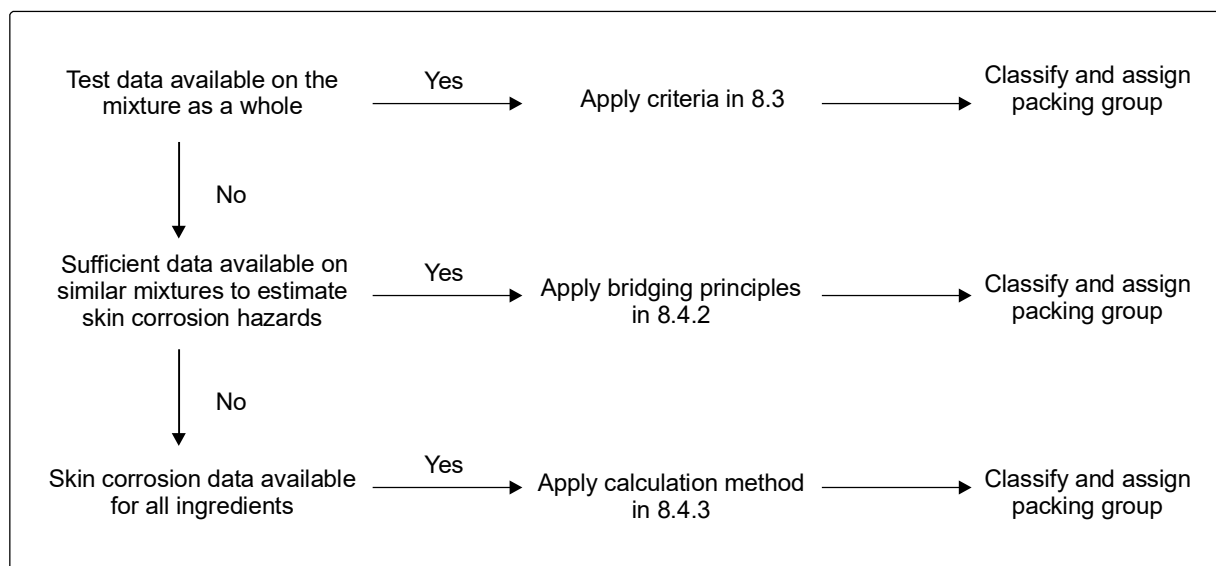 Test data available on the
mixture as a whole
Yes
Apply criteria in 8.3
Classify and assign
packing group
No
Sufficient data available on
similar mixtures to estimate
skin corrosion hazards
Yes
Apply bridging principles
in 8.4.2
Classify and assign
packing group
No
Skin corrosion data available
for all ingredients
Yes
Apply calculation method
in 8.4.3
Classify and assign
packing group